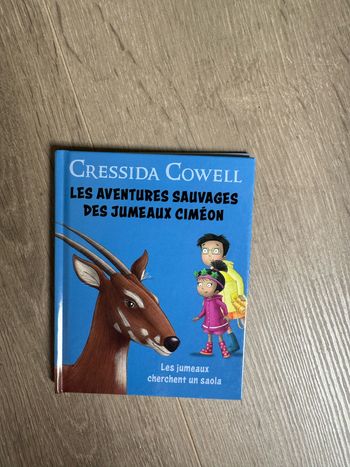 CRESSIDA COWELL
LES AVENTURES SAUVAGES
DES JUMEAUX CIMÉON
Les jumeaux
cherchent un saola